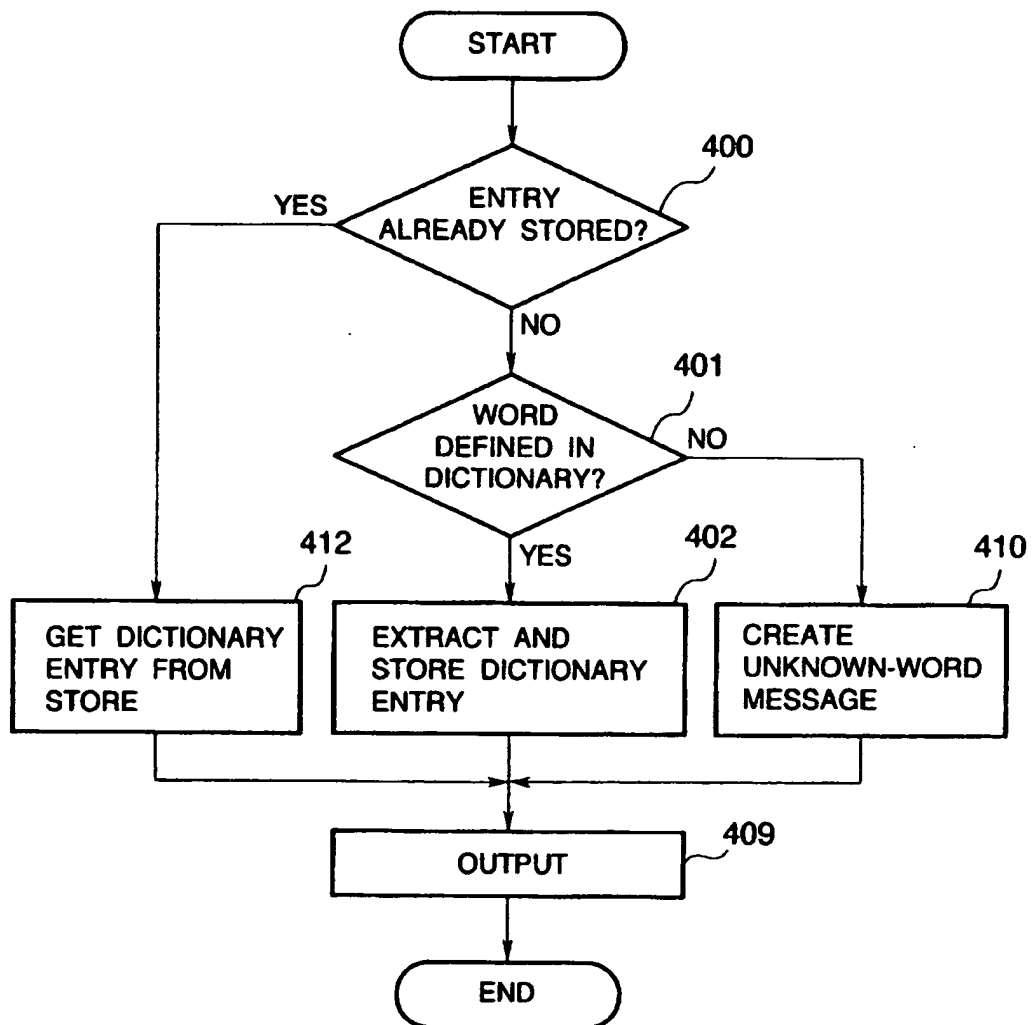 START
400
YES
ENTRY
ALREADY STORED?
NO
401
WORD
DEFINED IN
DICTIONARY?
NO
YES
412
402
410
GET DICTIONARY
ENTRY FROM
STORE
EXTRACT AND
STORE DICTIONARY
ENTRY
CREATE
UNKNOWN-WORD
MESSAGE
409
OUTPUT
END